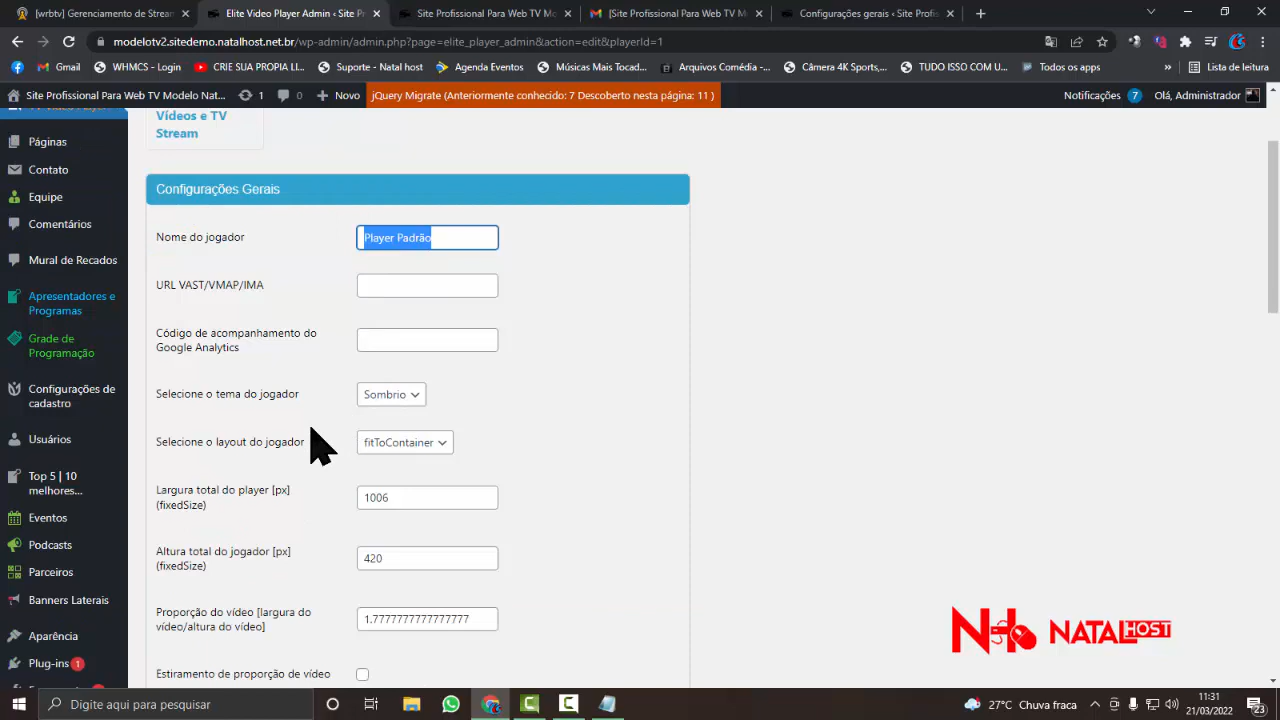 [wrbtv] Gerenciamento de Stream
Elite Video Player Admin ‹ Site P
Site Profissional Para Web TV Mo
[Site Profissional Para Web TV M
Configurações gerais ‹ Site Profis
modelotv2.sitedemo.natalhost.net.br/wp-admin/admin.php?page=elite_player_admin&action=edit&playerId=1
Gmail
WHMCS - Login
CRIE SUA PROPIA LI...
Suporte - Natal host
Agenda Eventos
Músicas Mais Tocad...
Arquivos Comédia -...
Câmera 4K Sports,...
TUDO ISSO COM U...
Todos os apps
»
Lista de leitura
Site Profissional Para Web TV Modelo Nat...
1
0
Novo
jQuery Migrate (Anteriormente conhecido: 7 Descoberto nesta página: 11 )
Notificações 7
Olá, Administrador
Páginas
Contato
Equipe
Comentários
Mural de Recados
Apresentadores e
Programas
Grade de
Programação
Configurações de
cadastro
Usuários
Top 5 | 10
melhores...
Eventos
Podcasts
Parceiros
Banners Laterais
Aparência
Plug-ins 1
Vídeos e TV
Stream
Configurações Gerais
Nome do jogador
Player Padrão
URL VAST/VMAP/IMA
Código de acompanhamento do
Google Analytics
Selecione o tema do jogador
Sombrio
Selecione o layout do jogador
fitToContainer
Largura total do player [px]
(fixedSize)
1006
Altura total do jogador [px]
(fixedSize)
420
Proporção do vídeo [largura do
vídeo/altura do vídeo]
1.7777777777777777
Estiramento de proporção de vídeo
NATALHOST
Digite aqui para pesquisar
27°C Chuva fraca
11:31
21/03/2022
23